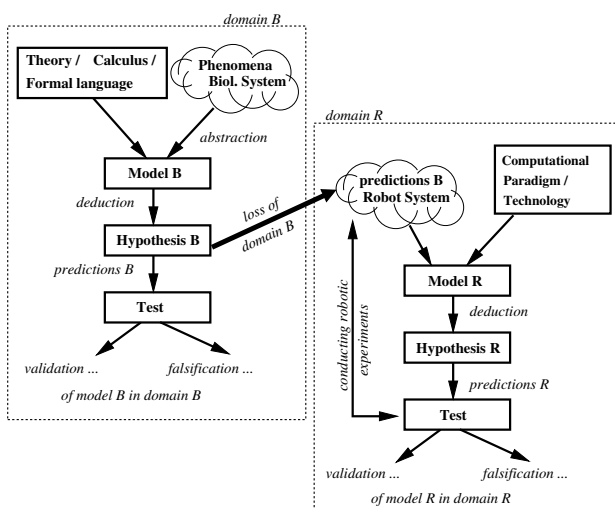 domain B
Theory / Calculus /
Formal language
Phenomena
Biol. System
abstraction
Model B
deduction
Hypothesis B
predictions B
Test
validation ...
falsification ...
of model B in domain B
loss of
domain B
domain R
predictions B
Robot System
Computational
Paradigm /
Technology
Model R
deduction
Hypothesis R
predictions R
conducting robotic
experiments
Test
validation ...
falsification ...
of model R in domain R